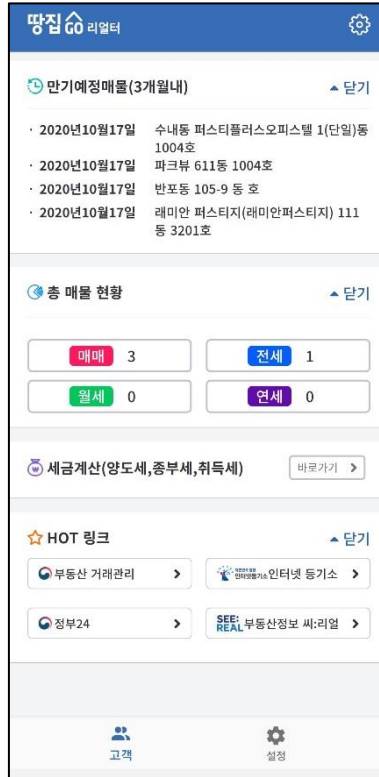 땅집GO 리얼터
만기예정매물(3개월내) 닫기
· 2020년10월17일 수내동 퍼스티플러스오피스텔 1(단일)동
1004호
· 2020년10월17일 파크뷰 611동 1004호
· 2020년10월17일 반포동 105-9 동 호
· 2020년10월17일 래미안 퍼스티지(래미안퍼스티지) 111
동 3201호
총 매물 현황 닫기
매매 3 전세 1
월세 0 연세 0
세금계산(양도세,종부세,취득세) 바로가기
HOT 링크 닫기
부동산 거래관리 인터넷 등기소
정부24 SEE: REAL 부동산정보 씨:리얼
고객 설정